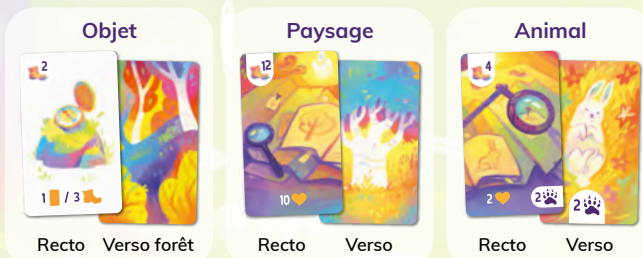 Objet
2
1 / 3
Recto Verso forêt
Paysage
12
10
Recto Verso
Animal
4
2 2
2
Recto Verso